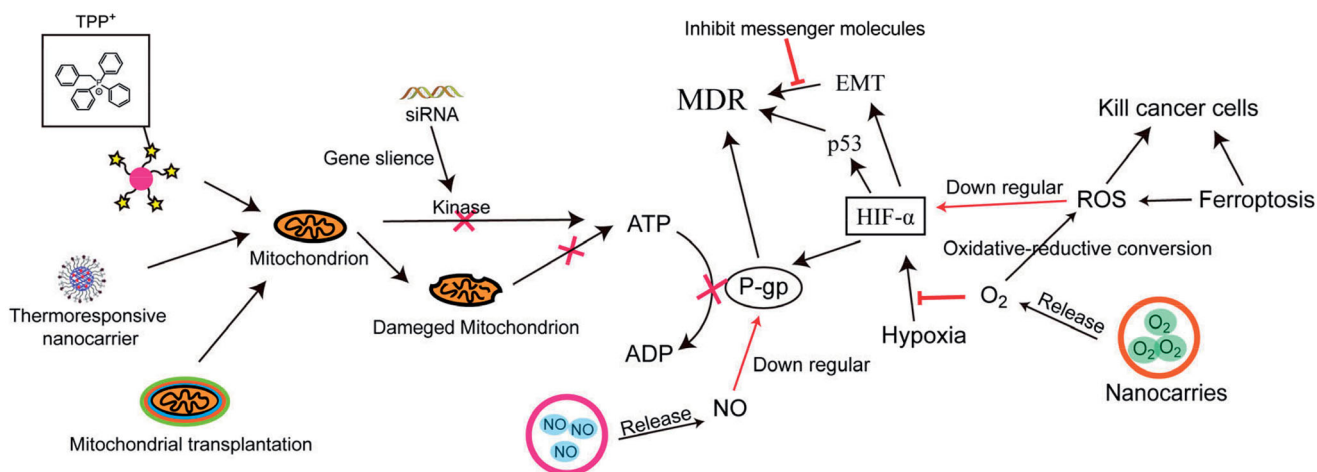 TPP+
P
⊕
Thermoresponsive
nanocarrier
Mitochondrial transplantation
Mitochondrion
siRNA
Gene slience
Kinase
Dameged Mitochondrion
ATP
ADP
Inhibit messenger molecules
MDR
EMT
p53
HIF-α
P-gp
Down regular
NO
Release
NO
NO
NO
Hypoxia
Down regular
ROS
Kill cancer cells
Ferroptosis
Oxidative-reductive conversion
O2
Release
O2
O2
O2
Nanocarries